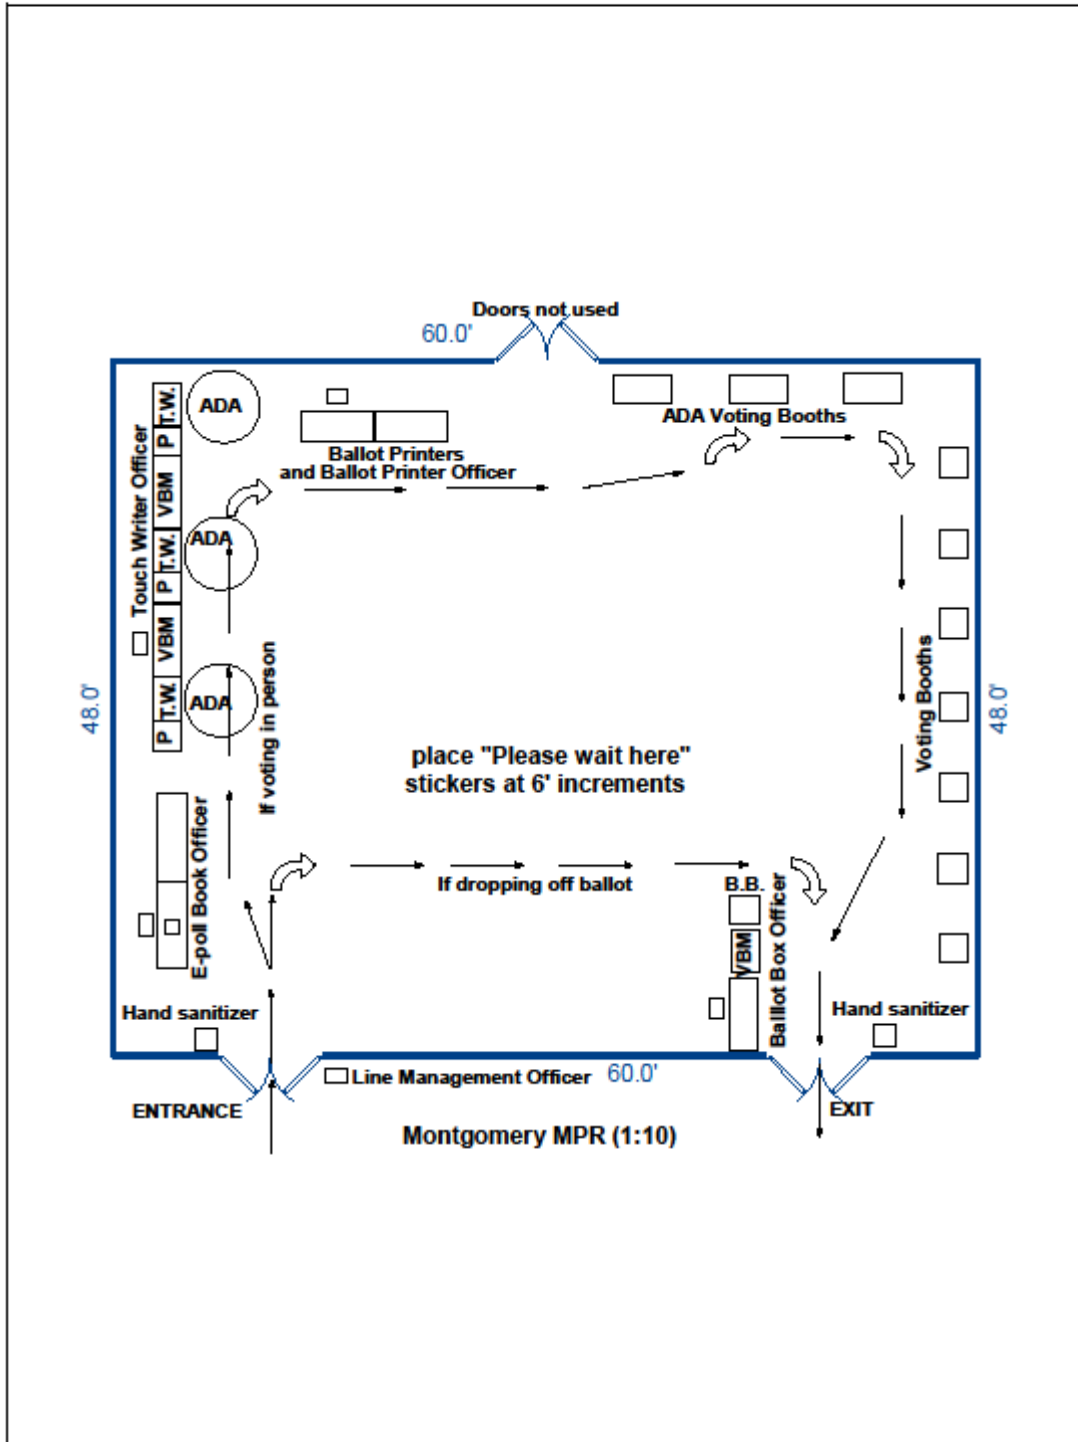 Doors not used
60.0'
ADA
T.W.
P
VBM
T.W.
P
VBM
T.W.
P
Touch Writer Officer
ADA
ADA
Ballot Printers
and Ballot Printer Officer
ADA Voting Booths
Voting Booths
48.0'
48.0'
If voting in person
place "Please wait here"
stickers at 6' increments
E-poll Book Officer
If dropping off ballot
B.B.
VBM
Balllot Box Officer
Hand sanitizer
Hand sanitizer
Line Management Officer
60.0'
ENTRANCE
EXIT
Montgomery MPR (1:10)